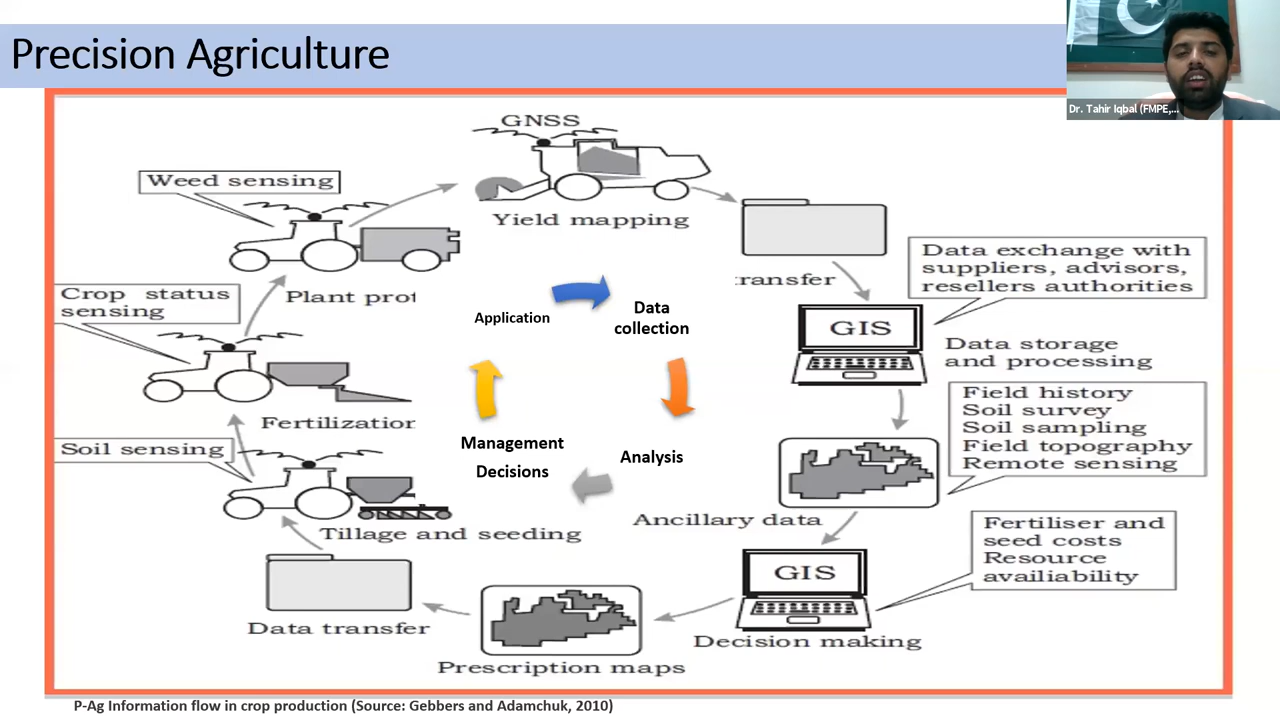 Precision Agriculture
Dr. Tahir Iqbal (FMPE,...
GNSS
Yield mapping
Weed sensing
Plant prot
Crop status
sensing
Fertilization
Soil sensing
Tillage and seeding
Data transfer
Prescription maps
transfer
Data exchange with
suppliers, advisors,
resellers authorities
GIS
Data storage
and processing
Field history
Soil survey
Soil sampling
Field topography
Remote sensing
Ancillary data
Fertiliser and
seed costs
Resource
availiability
GIS
Decision making
Application
Data
collection
Analysis
Management
Decisions
P-Ag Information flow in crop production (Source: Gebbers and Adamchuk, 2010)